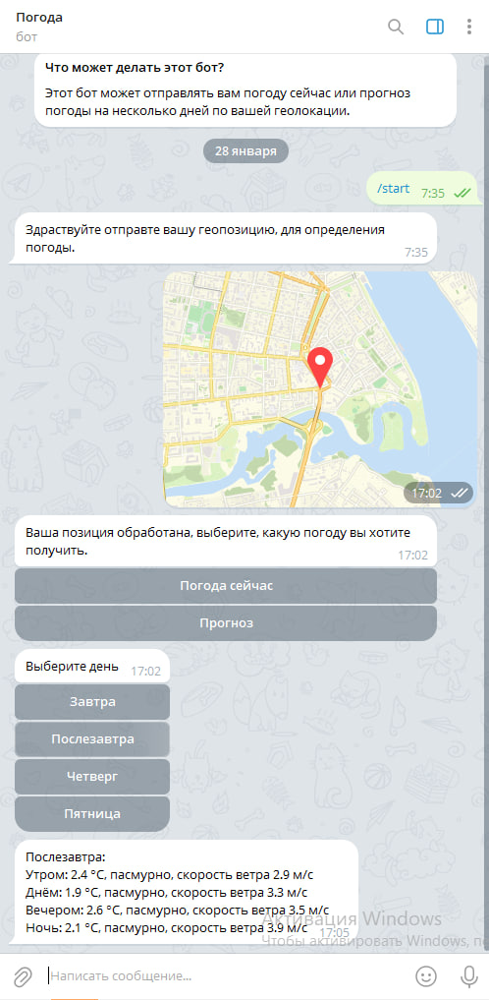 Погода
бот
Что может делать этот бот?
Этот бот может отправлять вам погоду сейчас или прогноз
погоды на несколько дней по вашей геолокации.
28 января
/start 7:35
Здраствуйте отправте вашу геопозицию, для определения
погоды. 7:35
17:02
Ваша позиция обработана, выберите, какую погоду вы хотите
получить. 17:02
Погода сейчас
Прогноз
Выберите день 17:02
Завтра
Послезавтра
Четверг
Пятница
Послезавтра:
Утром: 2.4 °C, пасмурно, скорость ветра 2.9 м/с
Днём: 1.9 °C, пасмурно, скорость ветра 3.3 м/с
Вечером: 2.6 °C, пасмурно, скорость ветра 3.5 м/с
Ночь: 2.1 °C, пасмурно, скорость ветра 3.9 м/с 17:05
Активация Windows
Чтобы активировать Windows, п
Написать сообщение...